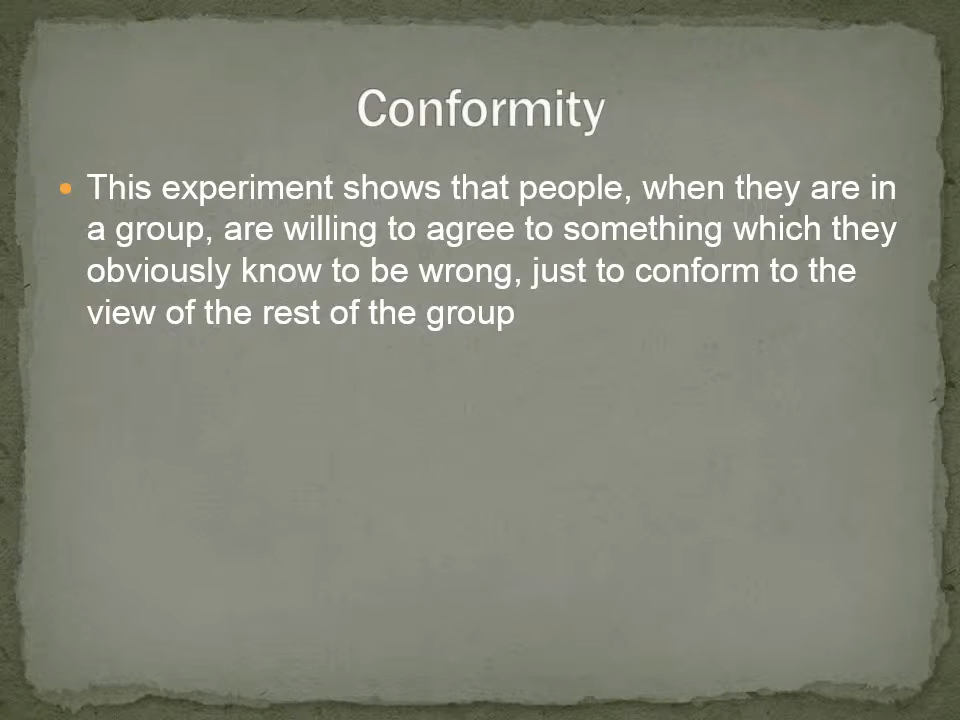 Conformity
This experiment shows that people, when they are in
a group, are willing to agree to something which they
obviously know to be wrong, just to conform to the
view of the rest of the group